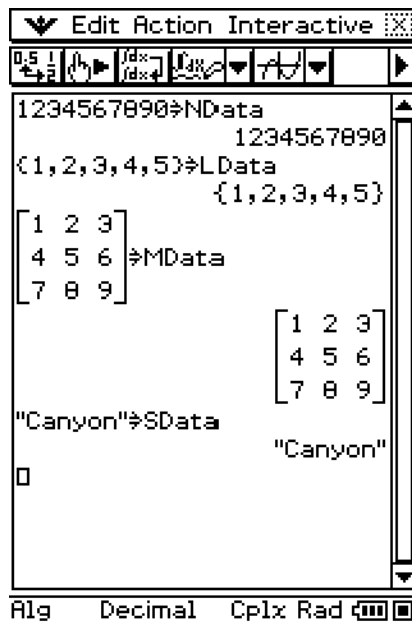 Edit Action Interactive
1234567890⇒NData
1234567890
{1,2,3,4,5}⇒LData
{1,2,3,4,5}
[1 2 3
4 5 6
7 8 9]⇒MData
[1 2 3
4 5 6
7 8 9]
"Canyon"⇒SData
"Canyon"
Alg Decimal Cplx Rad